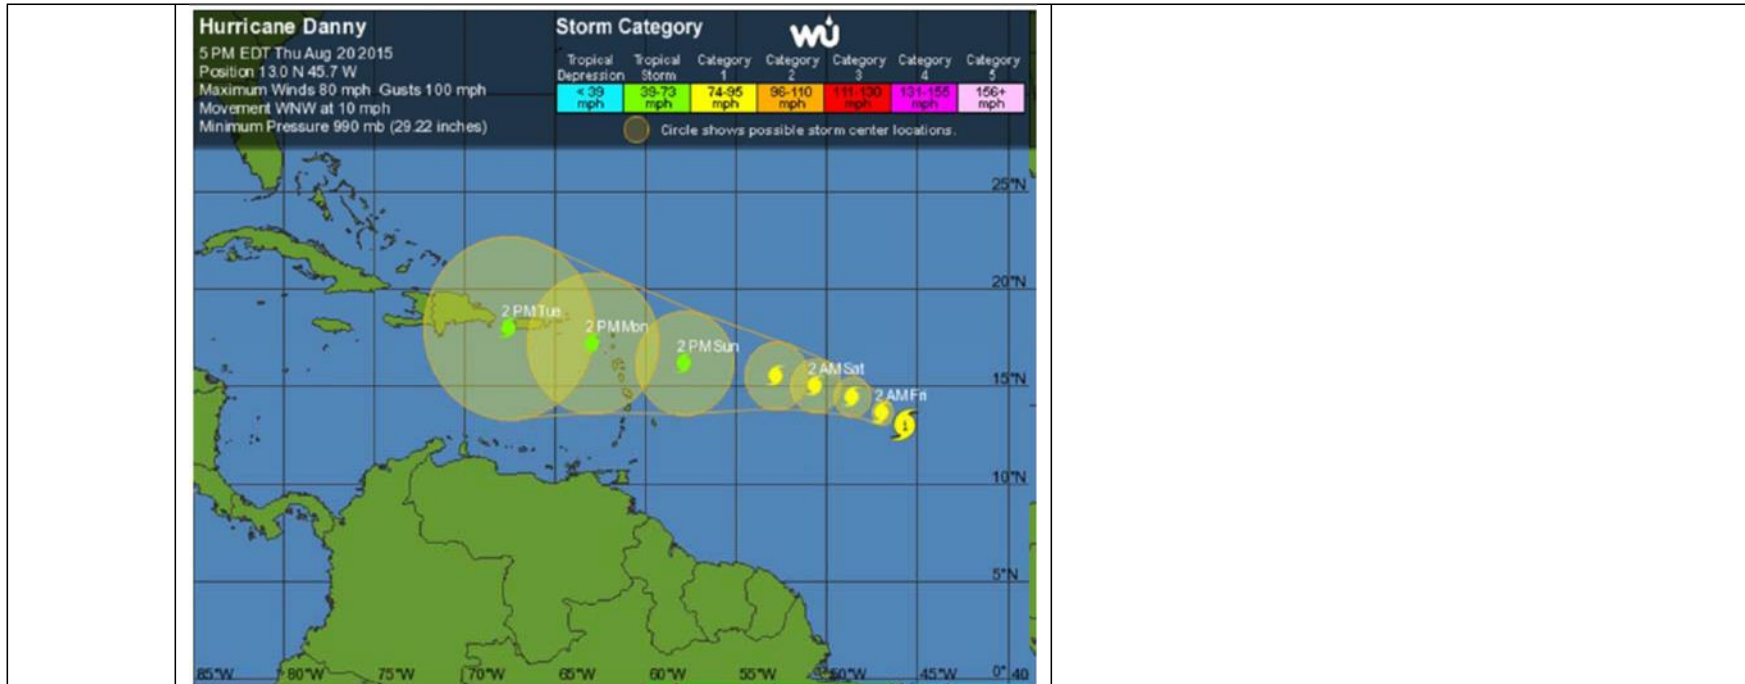 Hurricane Danny
5 PM EDT Thu Aug 20 2015
Position 13.0 N 45.7 W
Maximum Winds 80 mph Gusts 100 mph
Movement WNW at 10 mph
Minimum Pressure 990 mb (29.22 inches)
Storm Category
WU
Tropical Depression
Tropical Storm
Category 1
Category 2
Category 3
Category 4
Category 5
< 39 mph
39-73 mph
74-95 mph
96-110 mph
111-130 mph
131-155 mph
156+ mph
Circle shows possible storm center locations.
25°N
20°N
2 PM Tue
2 PM Mon
2 PM Sun
2 AM Sat
15°N
2 AM Fri
1
10°N
5°N
85°W
80°W
75°W
70°W
65°W
60°W
55°W
50°W
45°W
0°
40